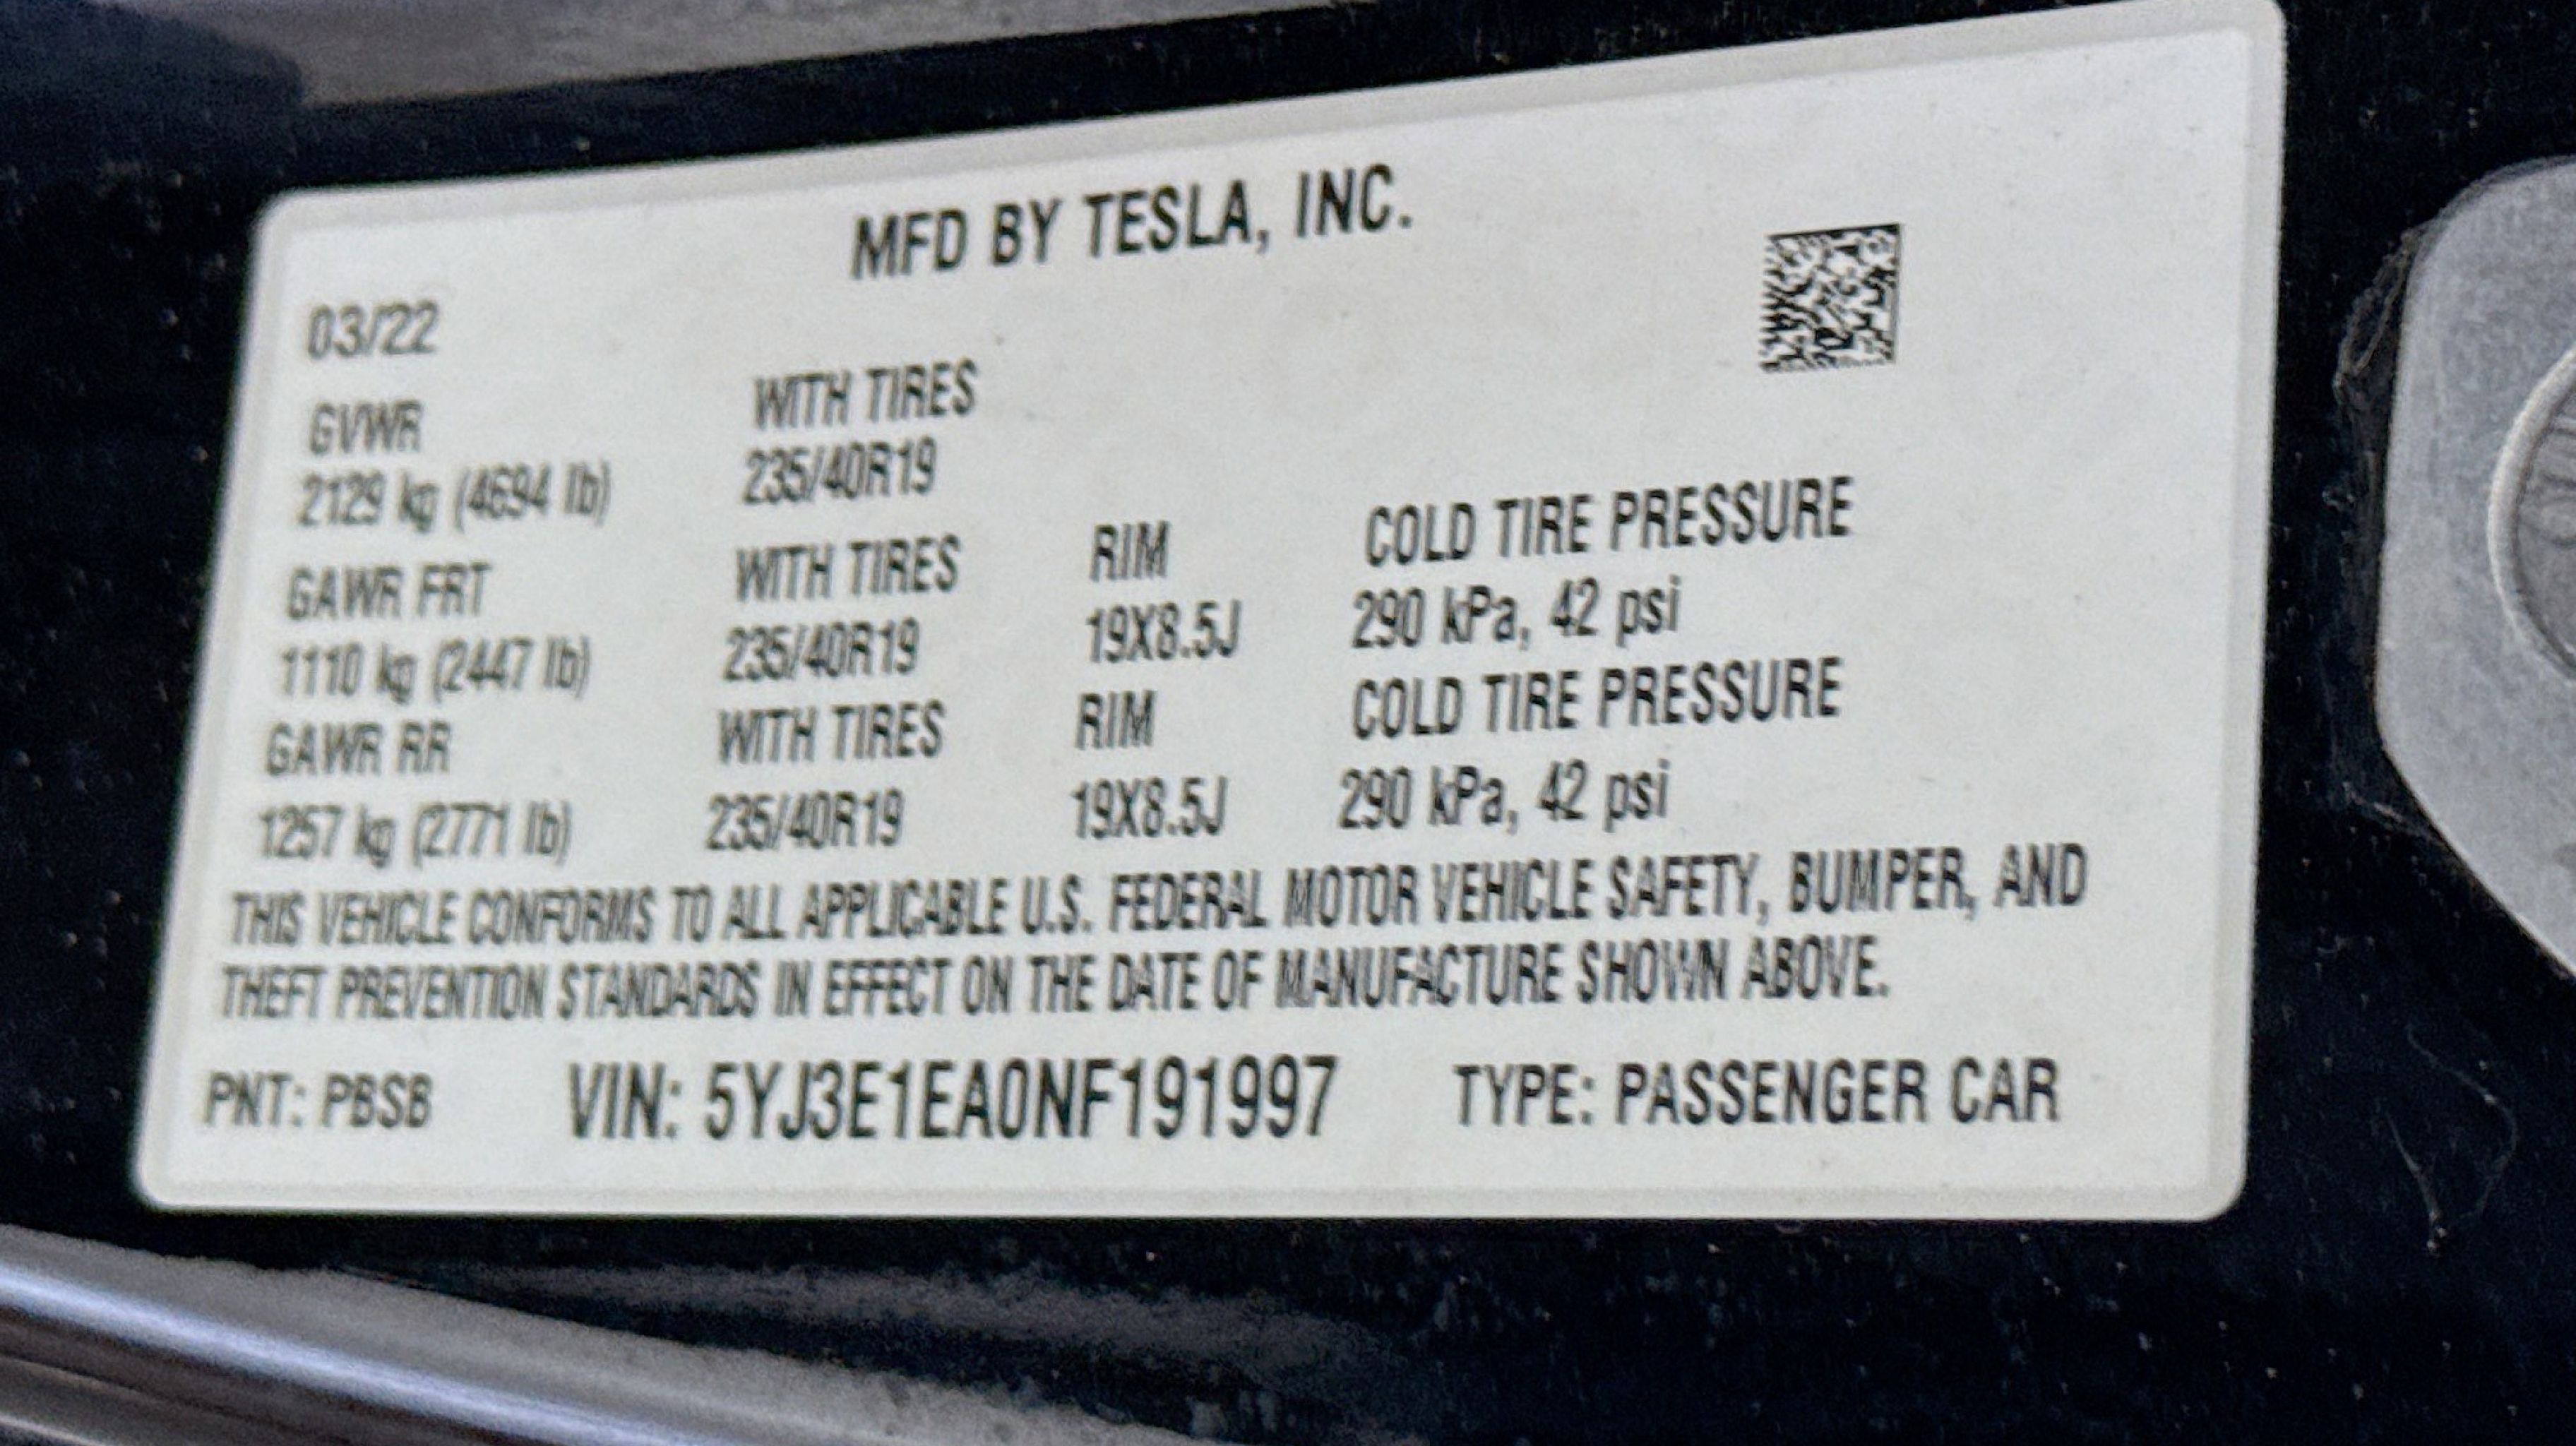 MFD BY TESLA, INC.
03/22
GVWR WITH TIRES
2129 kg (4694 lb) 235/40R19
GAWR FRT WITH TIRES RIM COLD TIRE PRESSURE
1110 kg (2447 lb) 235/40R19 19X8.5J 290 kPa, 42 psi
GAWR RR WITH TIRES RIM COLD TIRE PRESSURE
1257 kg (2771 lb) 235/40R19 19X8.5J 290 kPa, 42 psi
THIS VEHICLE CONFORMS TO ALL APPLICABLE U.S. FEDERAL MOTOR VEHICLE SAFETY, BUMPER, AND
THEFT PREVENTION STANDARDS IN EFFECT ON THE DATE OF MANUFACTURE SHOWN ABOVE.
PNT: PBSB VIN: 5YJ3E1EA0NF191997 TYPE: PASSENGER CAR